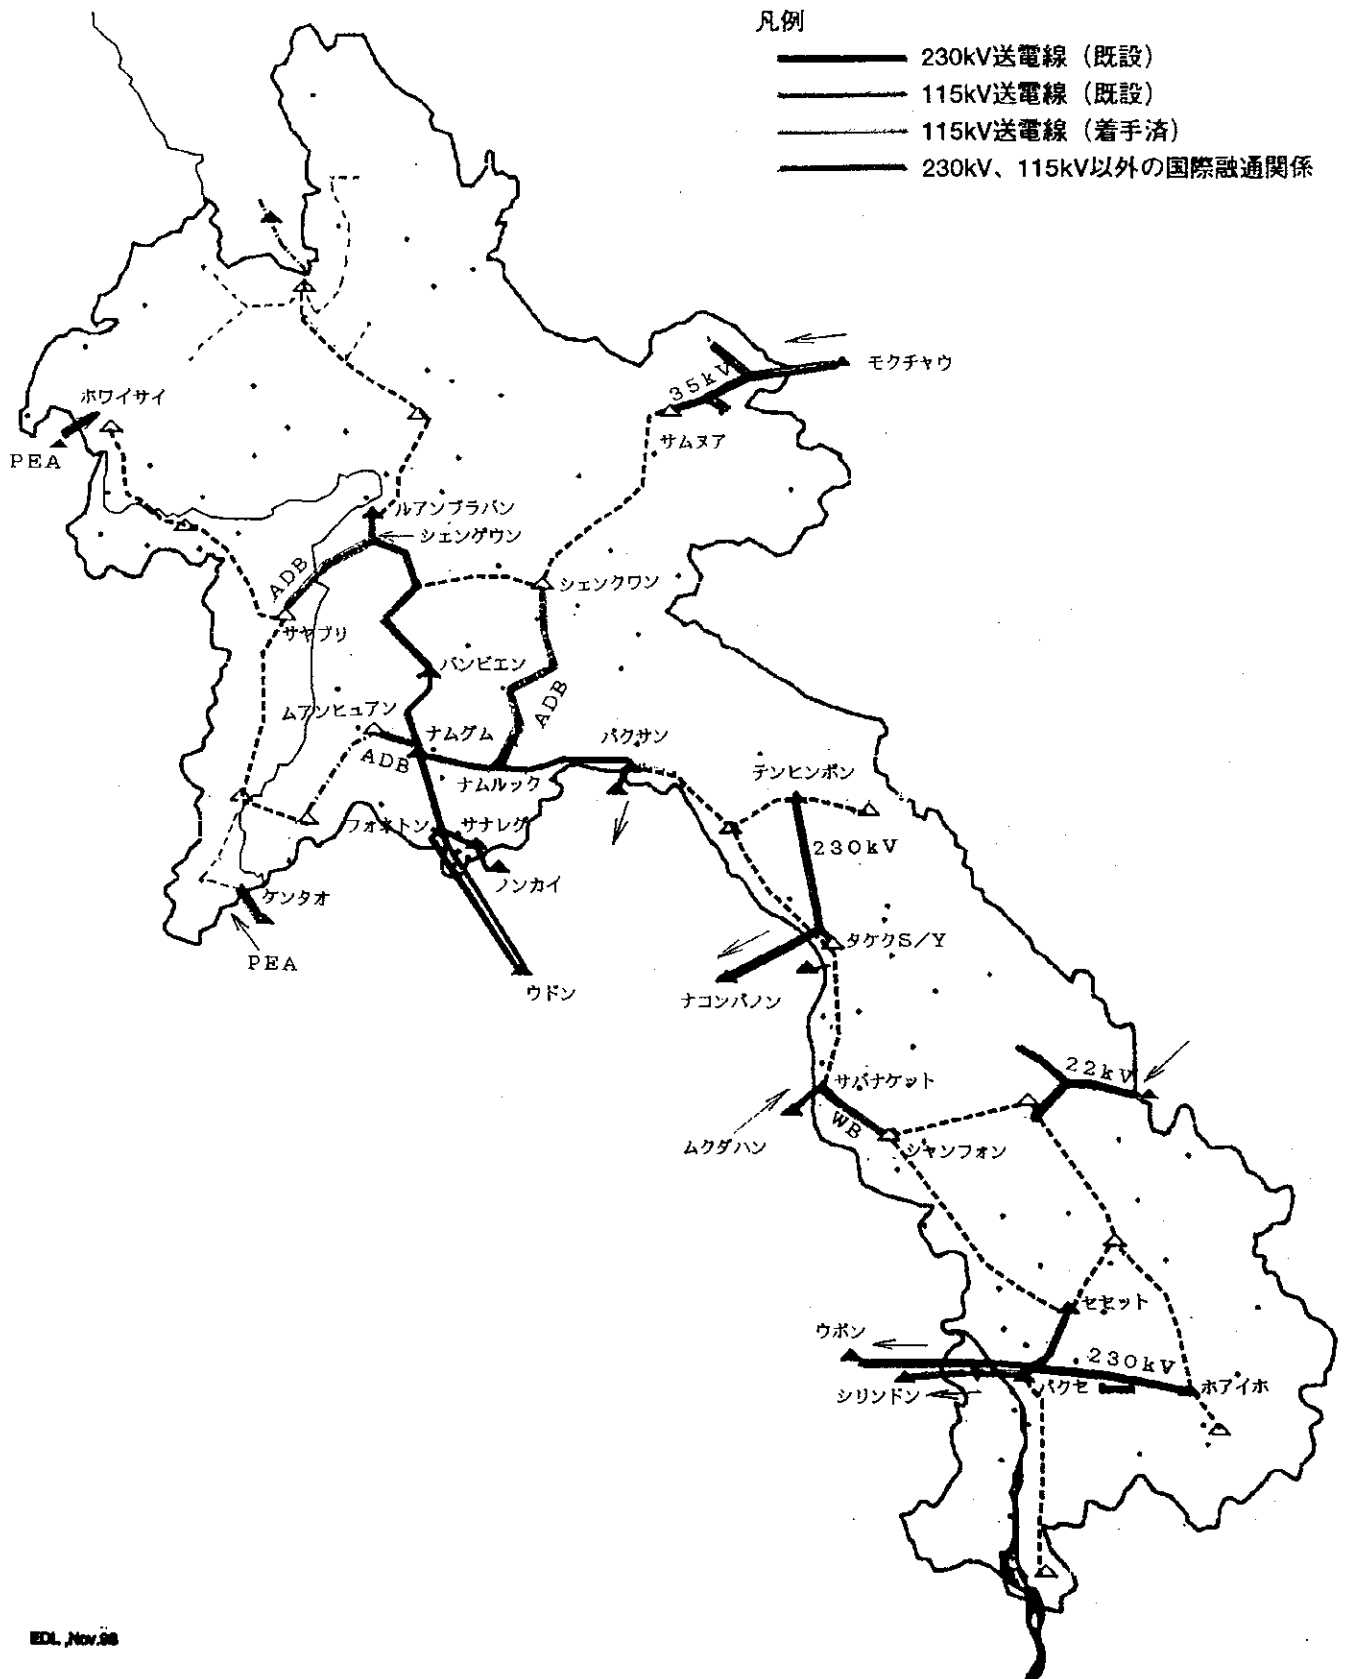 凡例
230kV送電線（既設）
115kV送電線（既設）
115kV送電線（着手済）
230kV、115kV以外の国際融通関係
モクチャウ
35kV
ホワイサイ
サムヌア
PEA
ルアンプラバン
シェンゲウン
ADB
シェンクワン
サヤブリ
バンビエン
ADB
ムアンヒュアン
ナムグム
パクサン
ADB
ナムルック
テンヒンボン
フォネトン
サナレグ
230kV
ノンカイ
ケンタオ
タケクS/Y
PEA
ウドン
ナコンパノン
22kV
サバナケット
WB
ムクダハン
シャンフォン
セセット
ウボン
230kV
シリンドン
パクセ
ホアイホ
EDL ,Nov.98